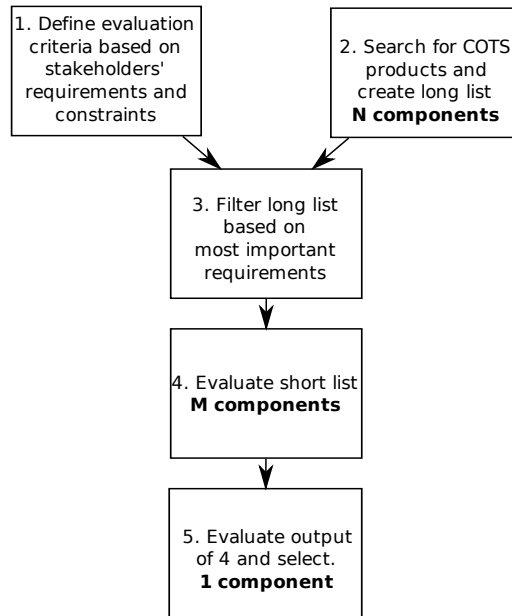 1. Define evaluation
criteria based on
stakeholders'
requirements and
constraints
2. Search for COTS
products and
create long list
N components
3. Filter long list
based on
most important
requirements
4. Evaluate short list
M components
5. Evaluate output
of 4 and select.
1 component